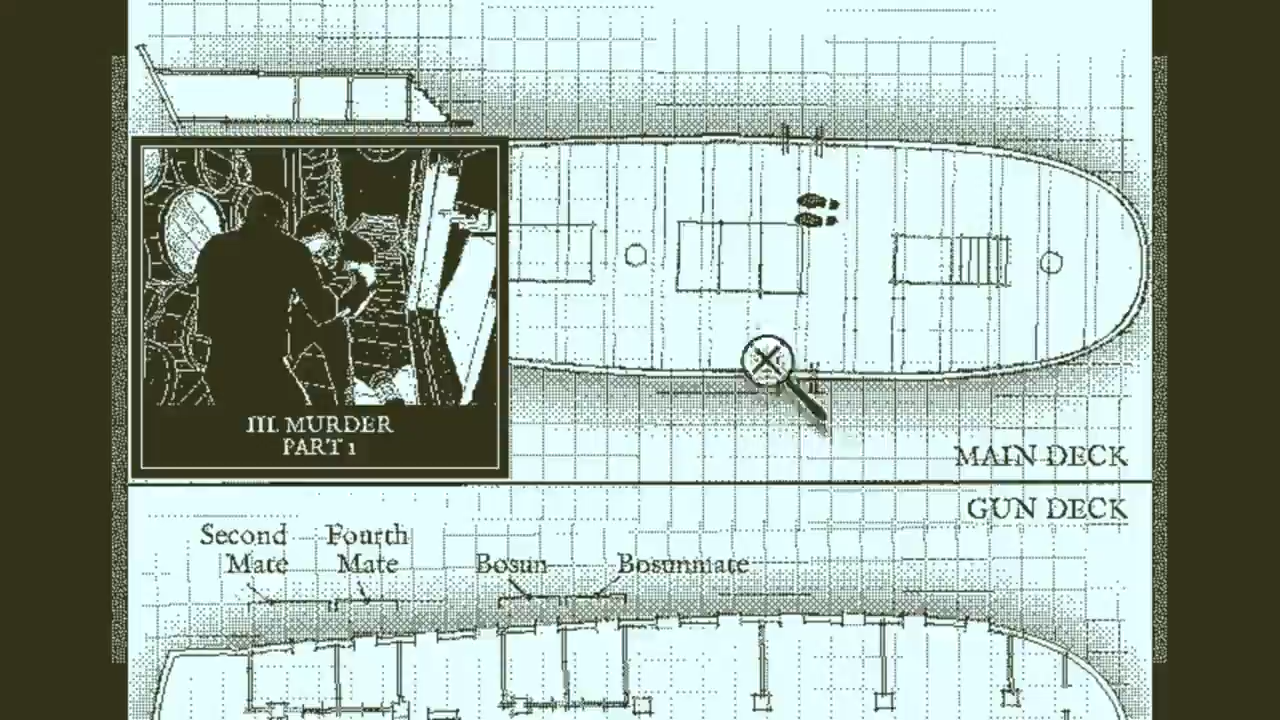 III. MURDER
PART 1
MAIN DECK
GUN DECK
Second
Mate
Fourth
Mate
Bosun
Bosunmate